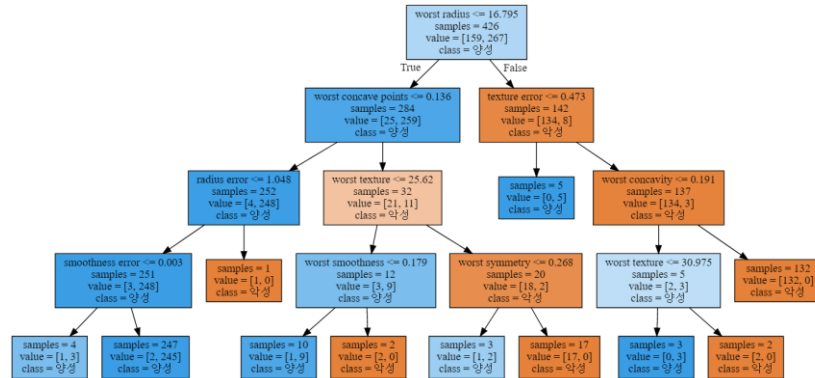 worst radius <= 16.795
samples = 426
value = [159, 267]
class = 양성
True
False
worst concave points <= 0.136
samples = 284
value = [25, 259]
class = 양성
texture error <= 0.473
samples = 142
value = [134, 8]
class = 악성
radius error <= 1.048
samples = 252
value = [4, 248]
class = 양성
worst texture <= 25.62
samples = 32
value = [21, 11]
class = 악성
samples = 5
value = [0, 5]
class = 양성
worst concavity <= 0.191
samples = 137
value = [134, 3]
class = 악성
smoothness error <= 0.003
samples = 251
value = [3, 248]
class = 양성
samples = 1
value = [1, 0]
class = 악성
worst smoothness <= 0.179
samples = 12
value = [3, 9]
class = 양성
worst symmetry <= 0.268
samples = 20
value = [18, 2]
class = 악성
worst texture <= 30.975
samples = 5
value = [2, 3]
class = 양성
samples = 132
value = [132, 0]
class = 악성
samples = 4
value = [1, 3]
class = 양성
samples = 247
value = [2, 245]
class = 양성
samples = 10
value = [1, 9]
class = 양성
samples = 2
value = [2, 0]
class = 악성
samples = 3
value = [1, 2]
class = 양성
samples = 17
value = [17, 0]
class = 악성
samples = 3
value = [0, 3]
class = 양성
samples = 2
value = [2, 0]
class = 악성